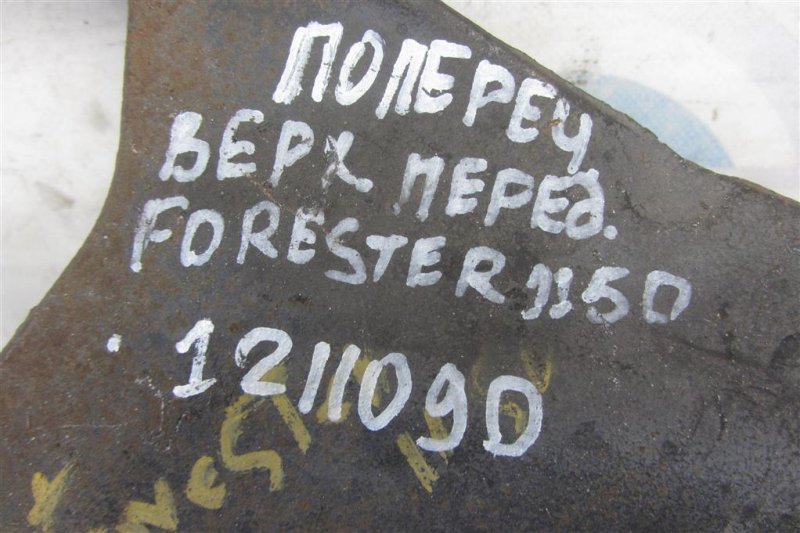 ПОПЕРЕЧ
ВЕРХ ПЕРЕД.
FORESTER 1150
1211090